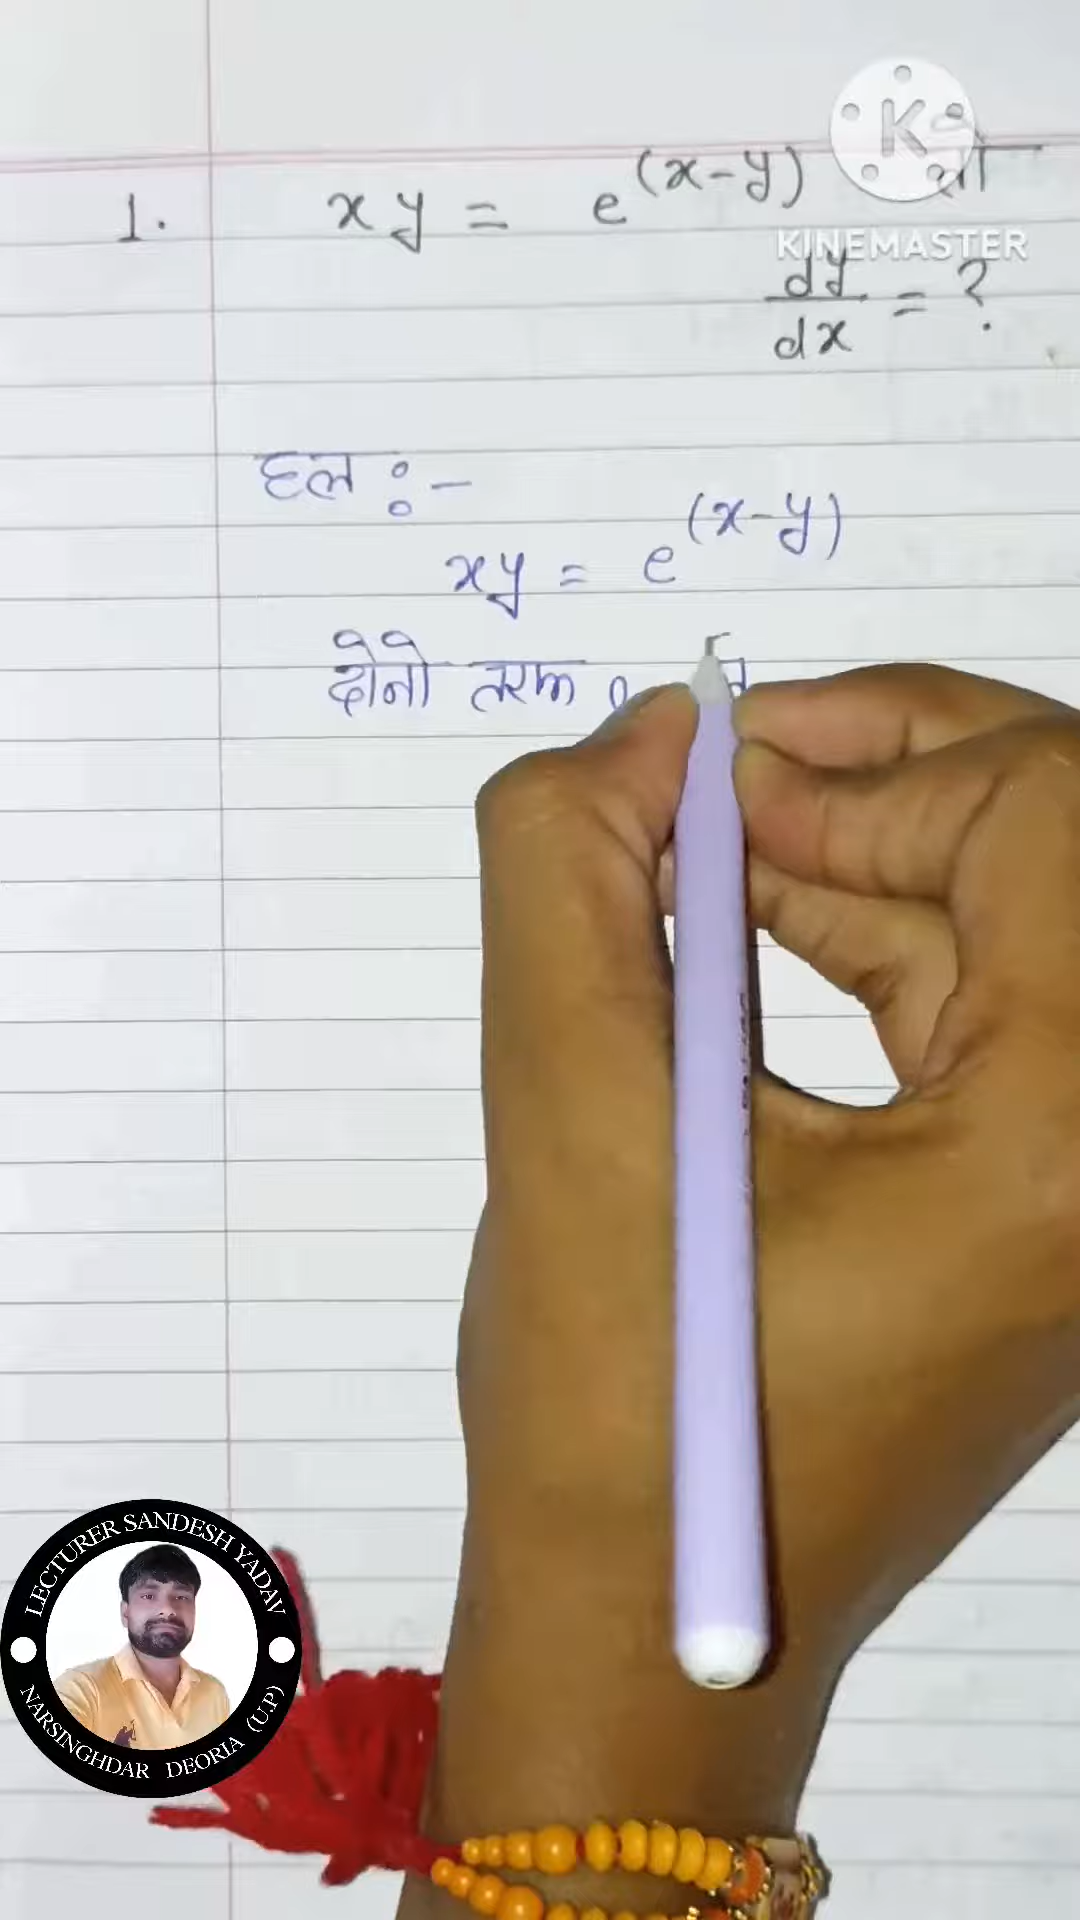 1. xy = e^(x-y) तो
KINEMASTER
dy/dx = ?
हल :-
xy = e^(x-y)
दोनो तरफ
LECTURER SANDESH YADAV
NARSINGHDAR DEORIA (U.P)